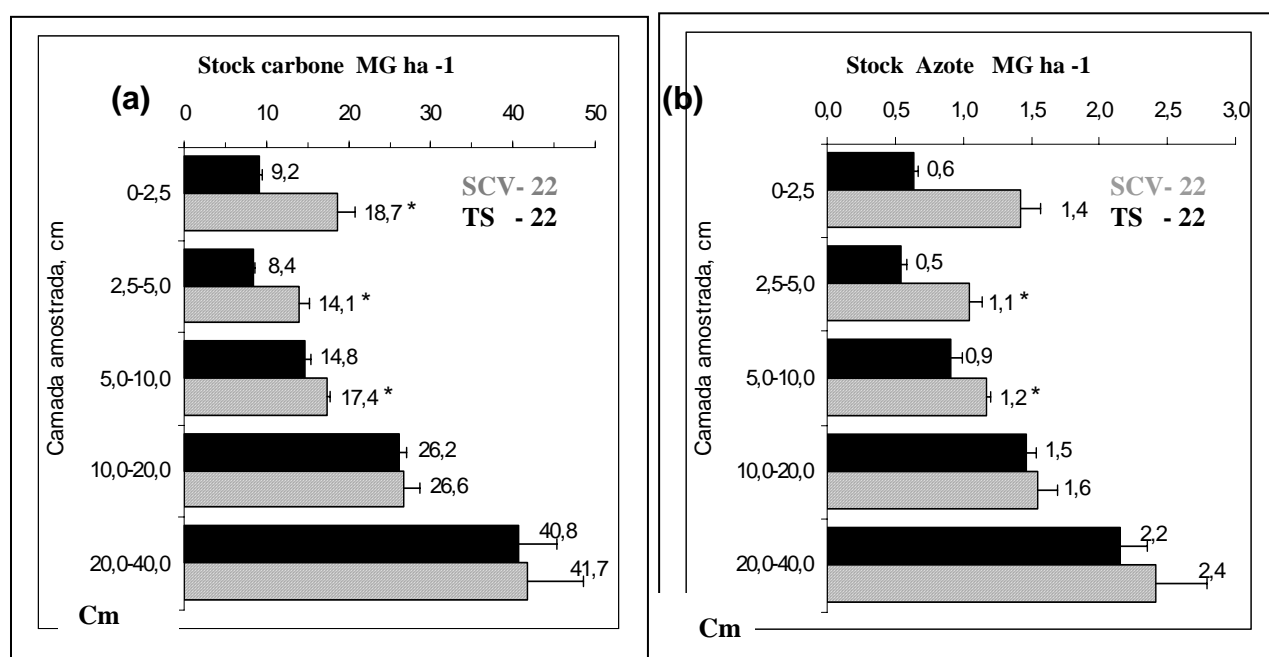 Stock carbone MG ha -1
(a)
0 10 20 30 40 50
Camada amostrada, cm
0-2,5
9,2
18,7 *
SCV- 22
TS - 22
2,5-5,0
8,4
14,1 *
5,0-10,0
14,8
17,4 *
10,0-20,0
26,2
26,6
20,0-40,0
40,8
41,7
Cm
Stock Azote MG ha -1
(b)
0,0 0,5 1,0 1,5 2,0 2,5 3,0
Camada amostrada, cm
0-2,5
0,6
1,4
SCV- 22
TS - 22
2,5-5,0
0,5
1,1 *
5,0-10,0
0,9
1,2 *
10,0-20,0
1,5
1,6
20,0-40,0
2,2
2,4
Cm